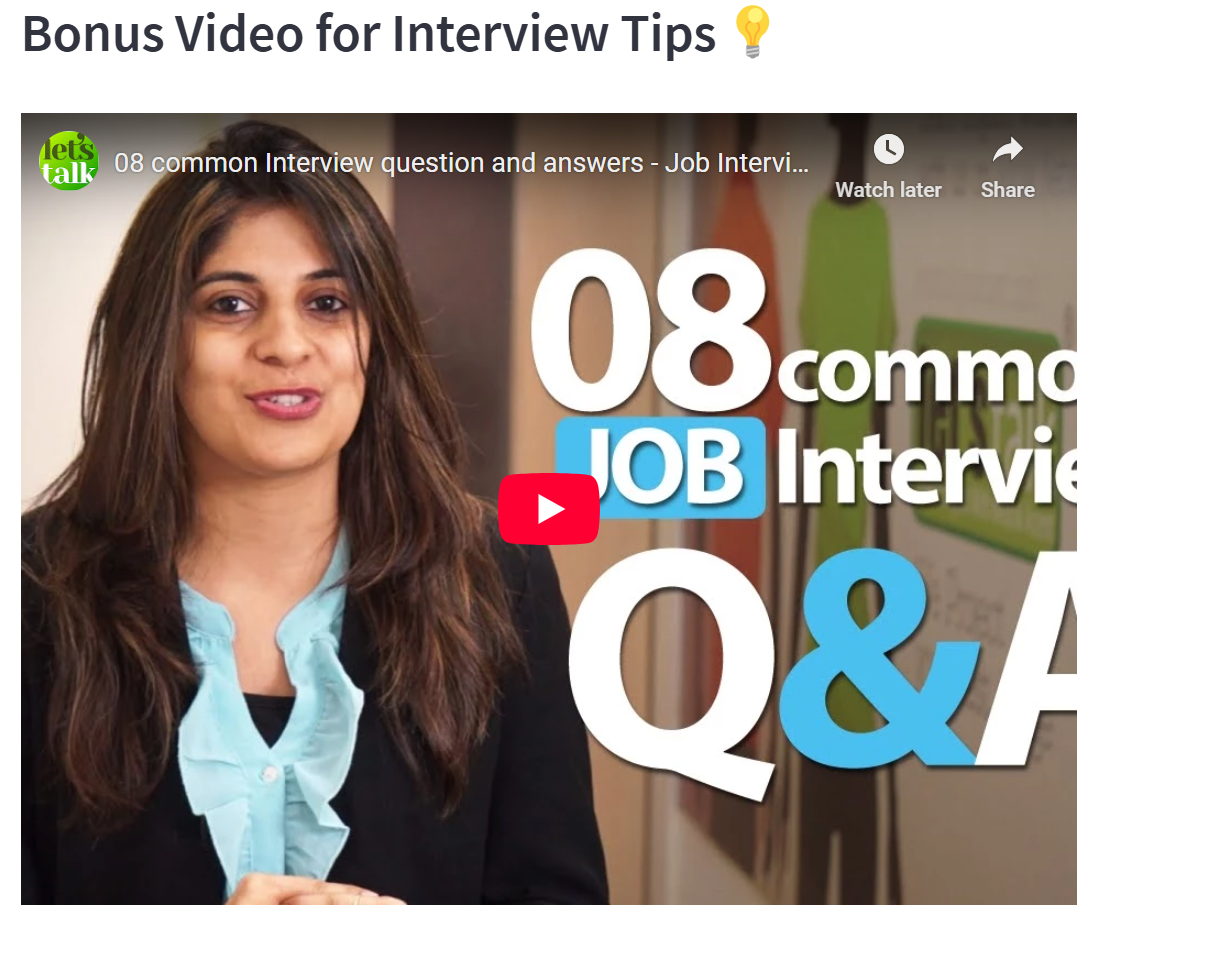 Bonus Video for Interview Tips 💡
let's
talk
08 common Interview question and answers - Job Intervi...
Watch later
Share
08 commo
JOB Intervie
Q&A